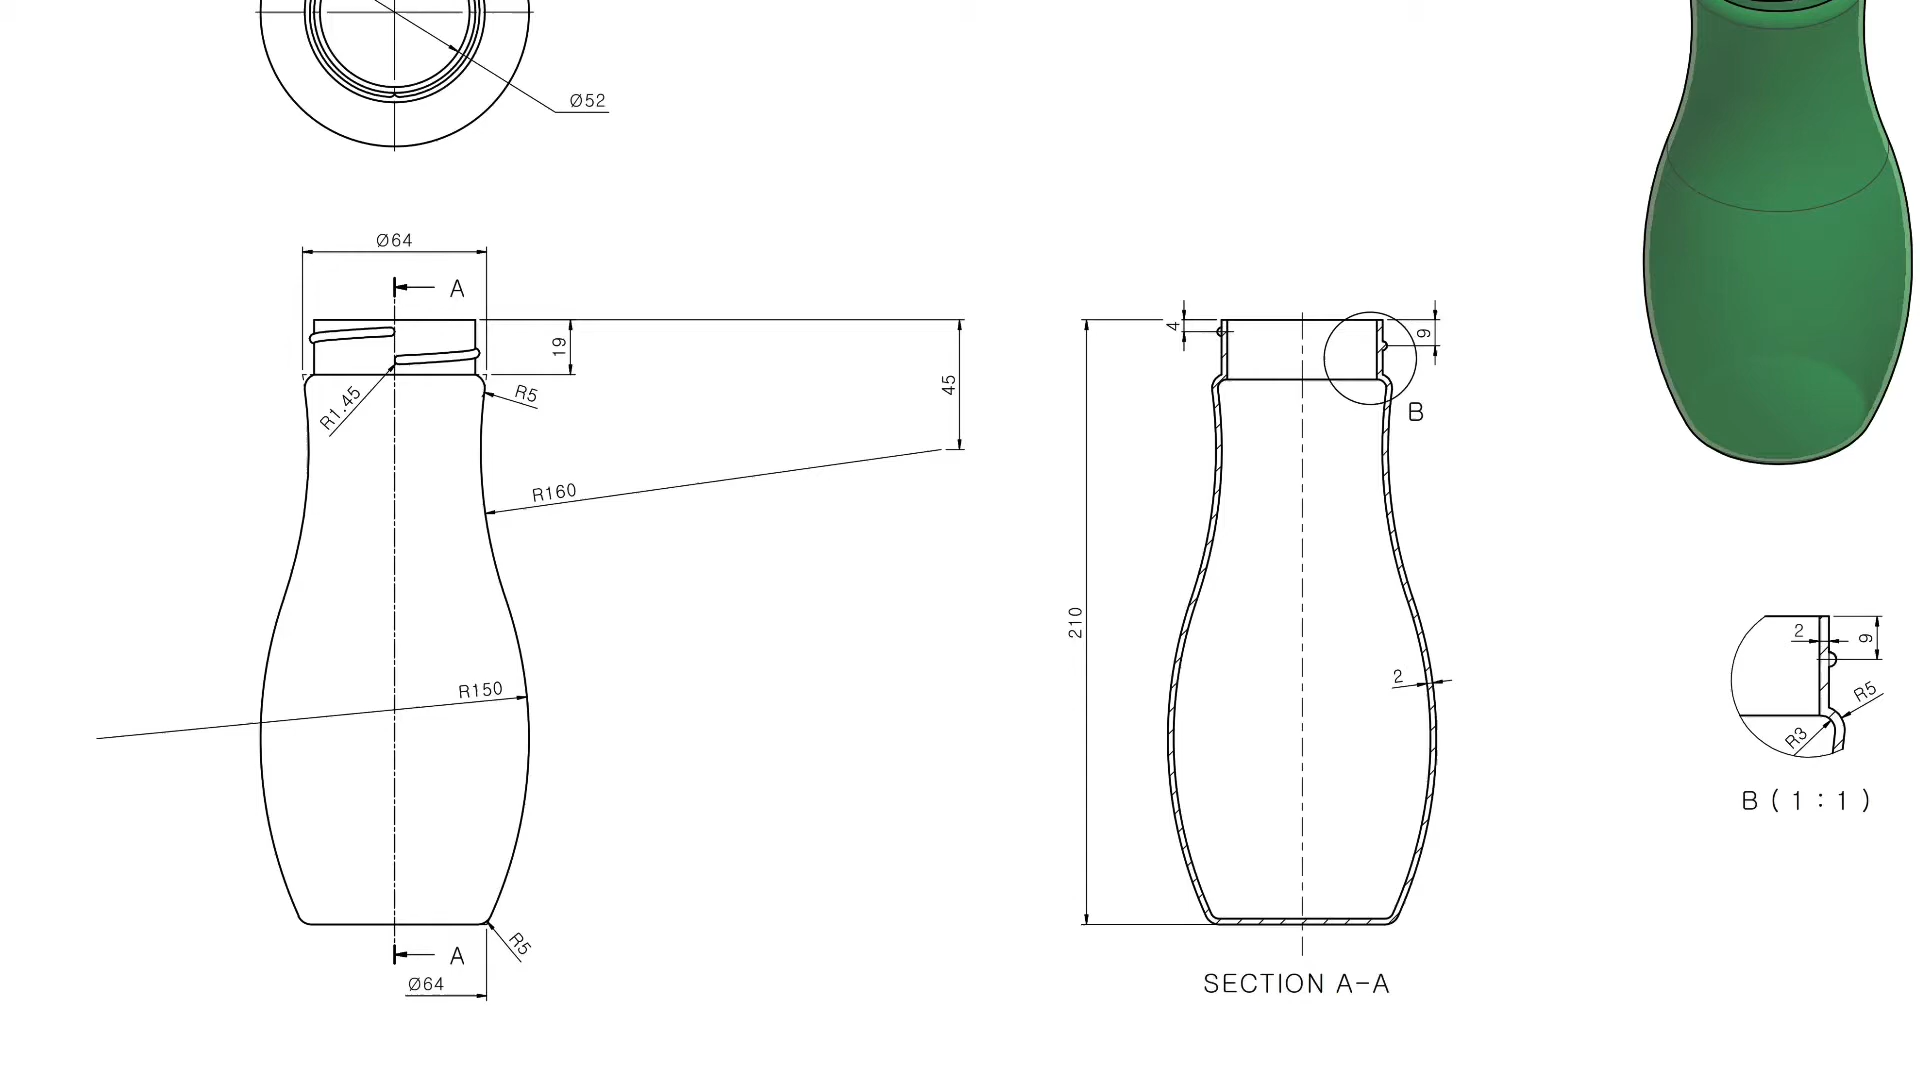 Ø52
Ø64
A
19
45
R1.45
R5
R160
R150
R5
A
Ø64
4
9
B
210
2
SECTION A-A
2
9
R5
R3
B ( 1 : 1 )